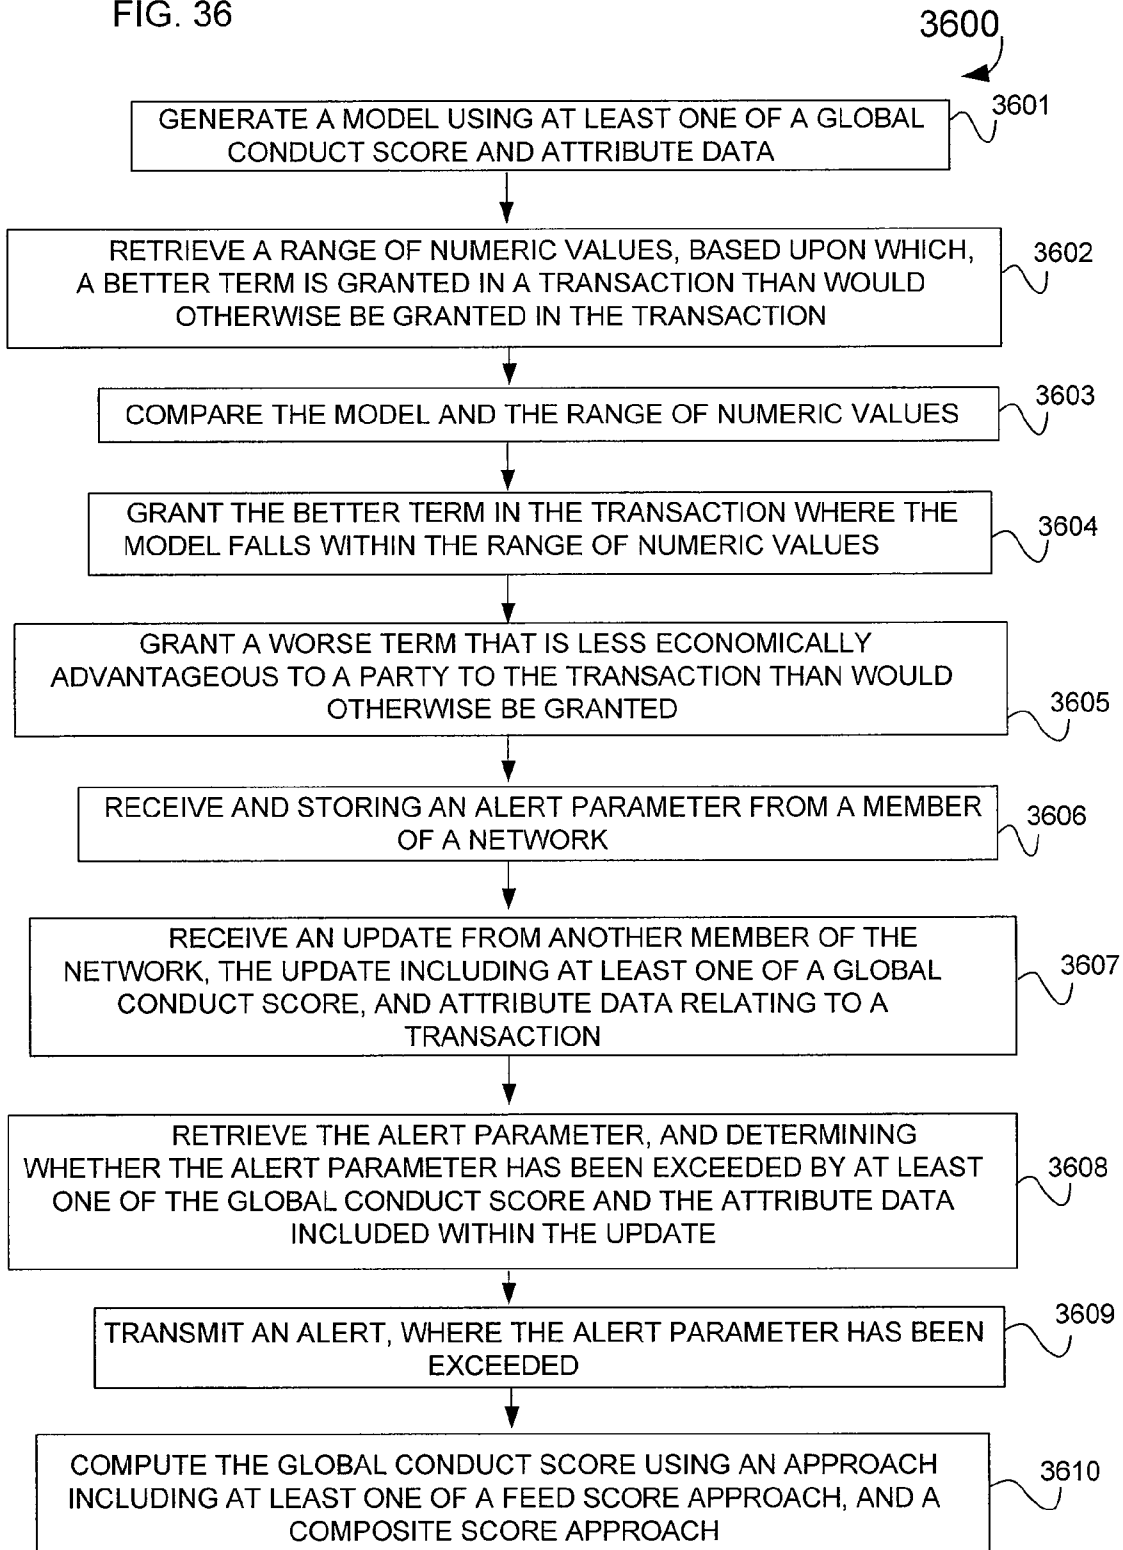 FIG. 36
3600
GENERATE A MODEL USING AT LEAST ONE OF A GLOBAL
CONDUCT SCORE AND ATTRIBUTE DATA
3601
RETRIEVE A RANGE OF NUMERIC VALUES, BASED UPON WHICH,
A BETTER TERM IS GRANTED IN A TRANSACTION THAN WOULD
OTHERWISE BE GRANTED IN THE TRANSACTION
3602
COMPARE THE MODEL AND THE RANGE OF NUMERIC VALUES
3603
GRANT THE BETTER TERM IN THE TRANSACTION WHERE THE
MODEL FALLS WITHIN THE RANGE OF NUMERIC VALUES
3604
GRANT A WORSE TERM THAT IS LESS ECONOMICALLY
ADVANTAGEOUS TO A PARTY TO THE TRANSACTION THAN WOULD
OTHERWISE BE GRANTED
3605
RECEIVE AND STORING AN ALERT PARAMETER FROM A MEMBER
OF A NETWORK
3606
RECEIVE AN UPDATE FROM ANOTHER MEMBER OF THE
NETWORK, THE UPDATE INCLUDING AT LEAST ONE OF A GLOBAL
CONDUCT SCORE, AND ATTRIBUTE DATA RELATING TO A
TRANSACTION
3607
RETRIEVE THE ALERT PARAMETER, AND DETERMINING
WHETHER THE ALERT PARAMETER HAS BEEN EXCEEDED BY AT LEAST
ONE OF THE GLOBAL CONDUCT SCORE AND THE ATTRIBUTE DATA
INCLUDED WITHIN THE UPDATE
3608
TRANSMIT AN ALERT, WHERE THE ALERT PARAMETER HAS BEEN
EXCEEDED
3609
COMPUTE THE GLOBAL CONDUCT SCORE USING AN APPROACH
INCLUDING AT LEAST ONE OF A FEED SCORE APPROACH, AND A
COMPOSITE SCORE APPROACH
3610